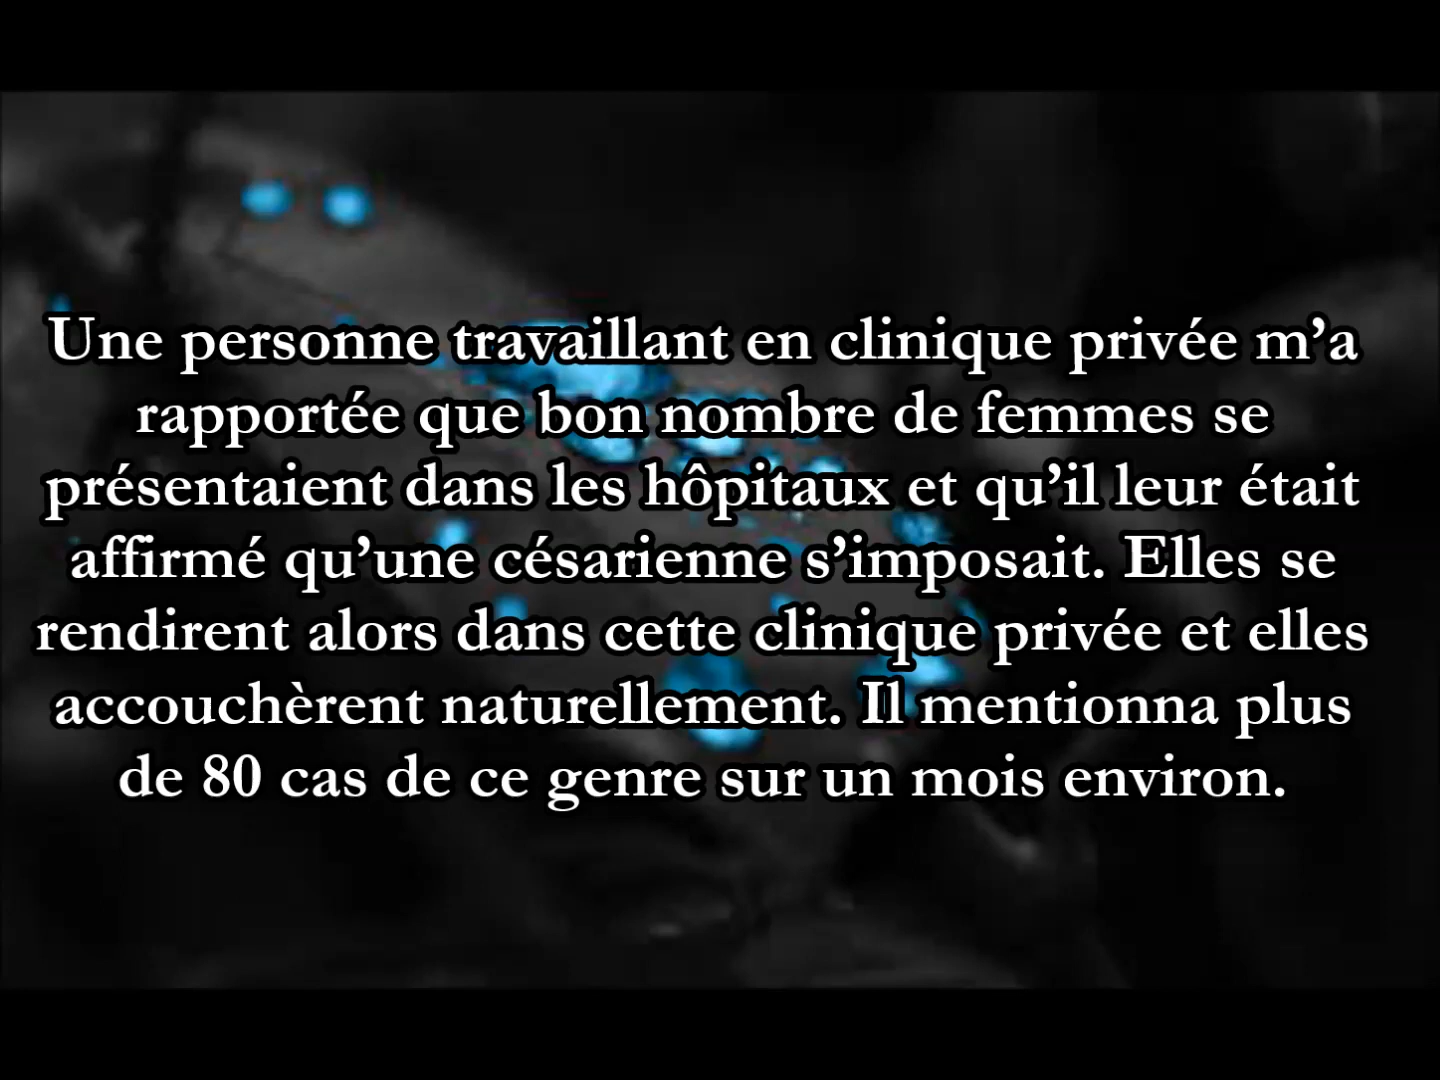 Une personne travaillant en clinique privée m’a
rapportée que bon nombre de femmes se
présentaient dans les hôpitaux et qu’il leur était
affirmé qu’une césarienne s’imposait. Elles se
rendirent alors dans cette clinique privée et elles
accouchèrent naturellement. Il mentionna plus
de 80 cas de ce genre sur un mois environ.